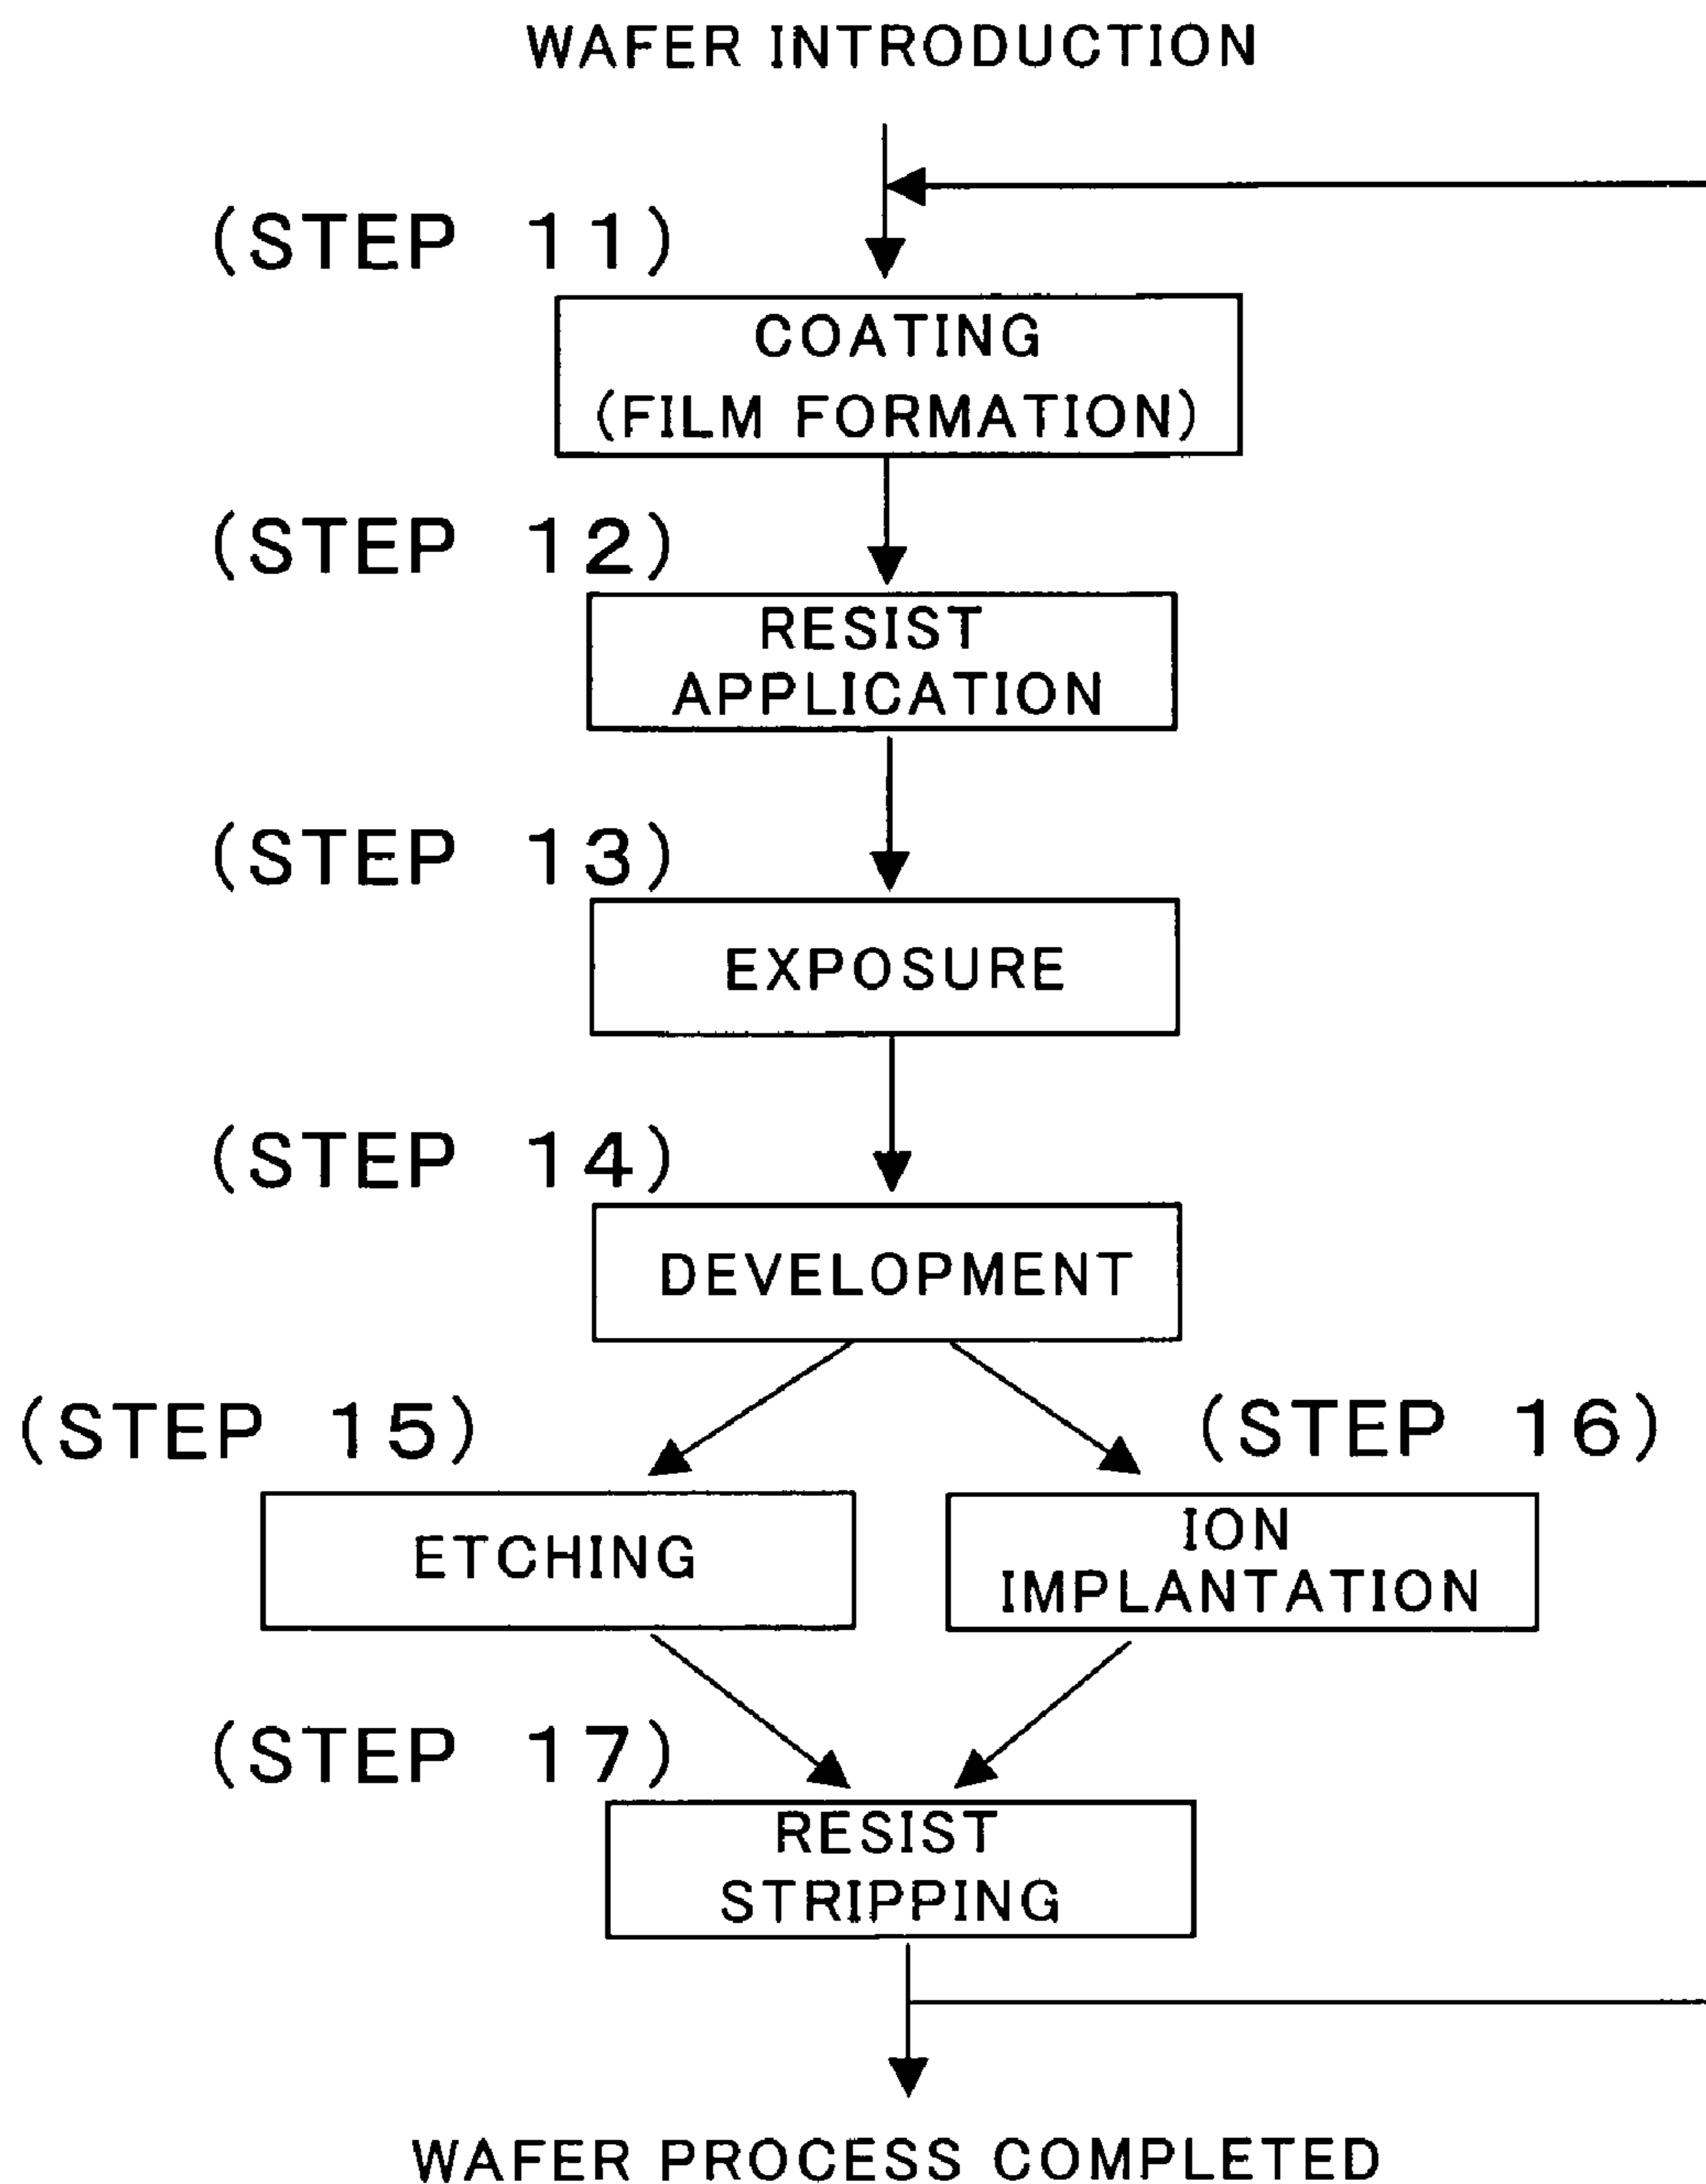 WAFER INTRODUCTION
(STEP 11)
COATING
(FILM FORMATION)
(STEP 12)
RESIST
APPLICATION
(STEP 13)
EXPOSURE
(STEP 14)
DEVELOPMENT
(STEP 15)
(STEP 16)
ETCHING
ION
IMPLANTATION
(STEP 17)
RESIST
STRIPPING
WAFER PROCESS COMPLETED